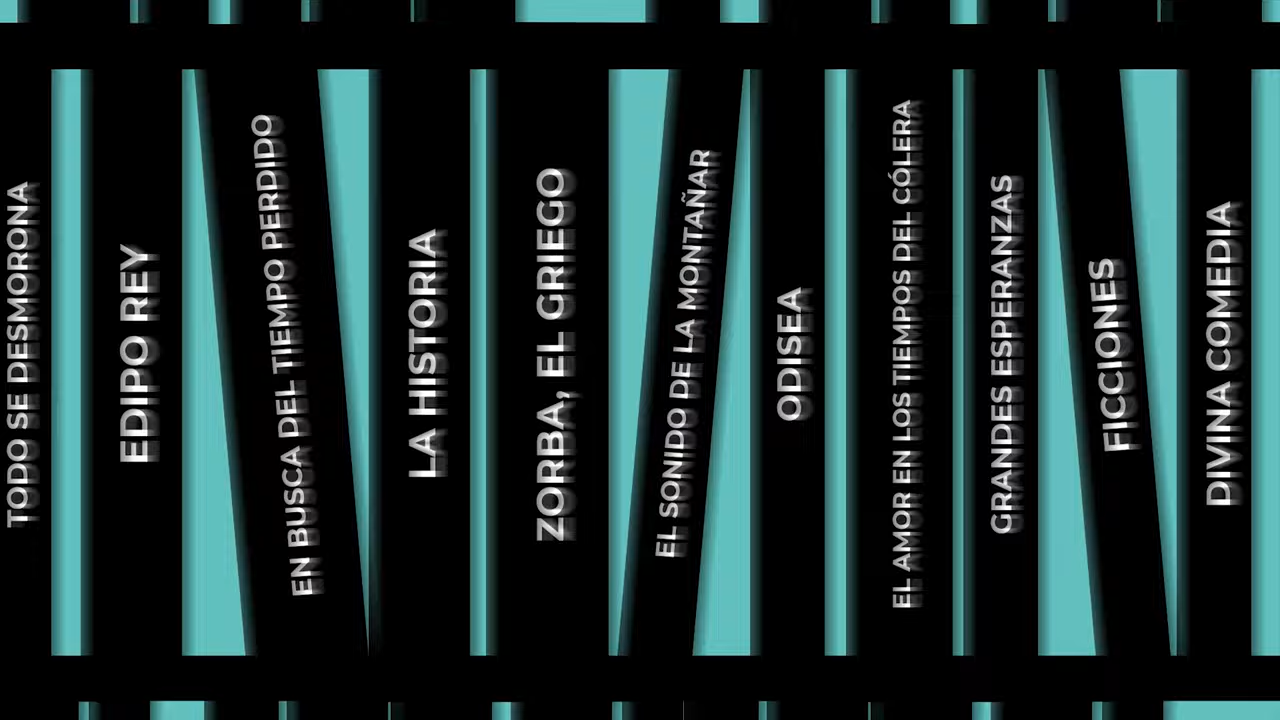 TODO SE DESMORONA
EDIPO REY
EN BUSCA DEL TIEMPO PERDIDO
LA HISTORIA
ZORBA, EL GRIEGO
EL SONIDO DE LA MONTAÑAR
ODISEA
EL AMOR EN LOS TIEMPOS DEL CÓLERA
GRANDES ESPERANZAS
FICCIONES
DIVINA COMEDIA